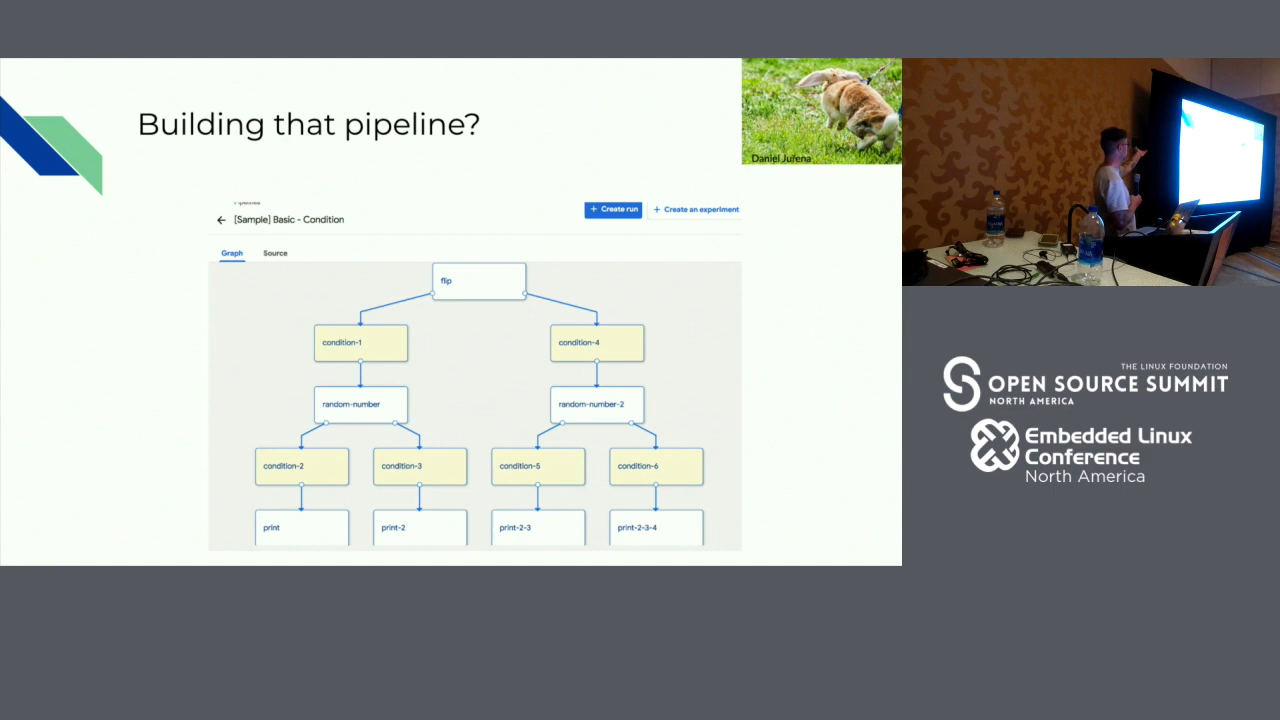 Building that pipeline?
Daniel Juřena
[Sample] Basic - Condition
+ Create run
+ Create an experiment
Graph
Source
flip
condition-1
condition-4
random-number
random-number-2
condition-2
condition-3
condition-5
condition-6
print
print-2
print-2-3
print-2-3-4
THE LINUX FOUNDATION
OPEN SOURCE SUMMIT
NORTH AMERICA
Embedded Linux
Conference
North America